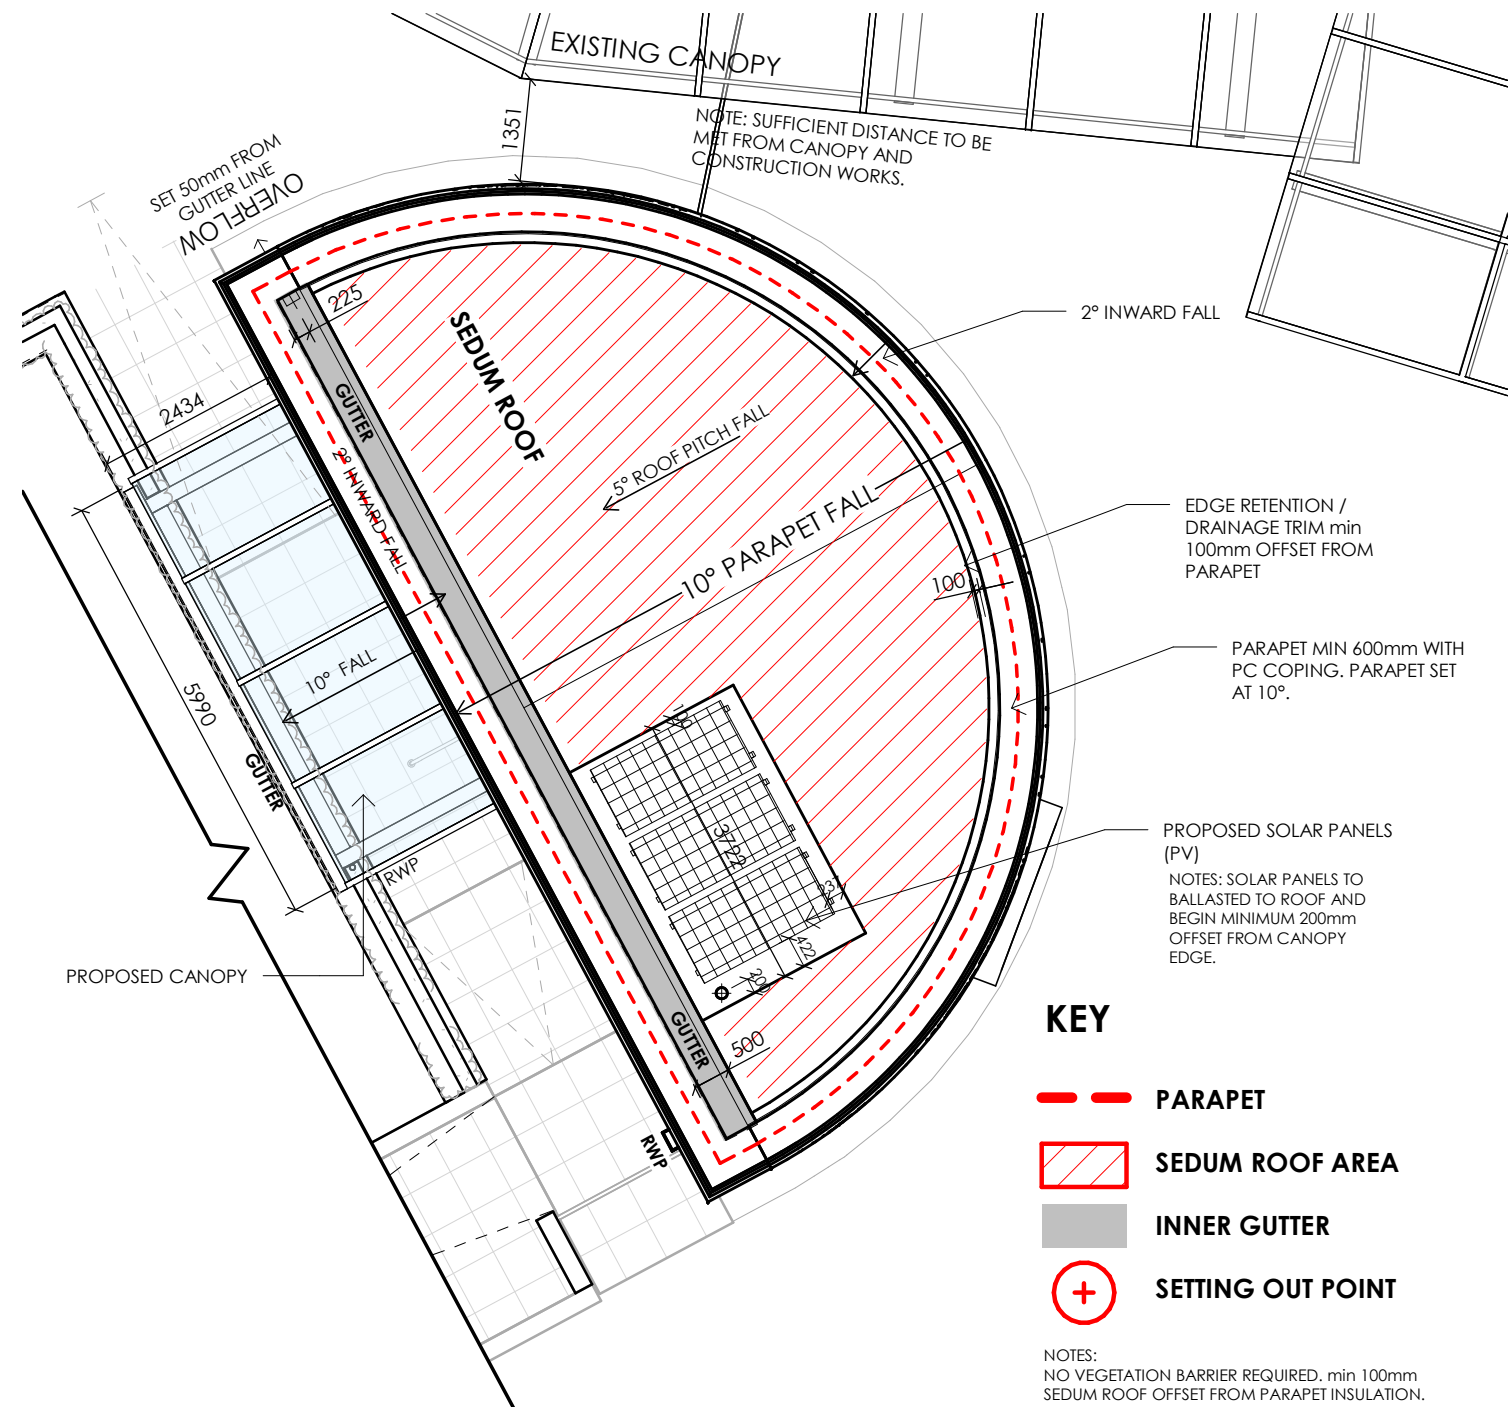 EXISTING CANOPY
1351
NOTE: SUFFICIENT DISTANCE TO BE
MET FROM CANOPY AND
CONSTRUCTION WORKS.
SET 50mm FROM
GUTTER LINE
OVERFLOW
225
SEDUM ROOF
2° INWARD FALL
2434
GUTTER
2° INWARD FALL
5° ROOF PITCH FALL
10° PARAPET FALL
EDGE RETENTION /
DRAINAGE TRIM min
100mm OFFSET FROM
PARAPET
100
PARAPET MIN 600mm WITH
PC COPING. PARAPET SET
AT 10°.
10° FALL
5990
GUTTER
100
3722
337
422
200
PROPOSED SOLAR PANELS
(PV)
NOTES: SOLAR PANELS TO
BALLASTED TO ROOF AND
BEGIN MINIMUM 200mm
OFFSET FROM CANOPY
EDGE.
RWP
PROPOSED CANOPY
GUTTER
500
RWP
KEY
PARAPET
SEDUM ROOF AREA
INNER GUTTER
SETTING OUT POINT
NOTES:
NO VEGETATION BARRIER REQUIRED. min 100mm
SEDUM ROOF OFFSET FROM PARAPET INSULATION.